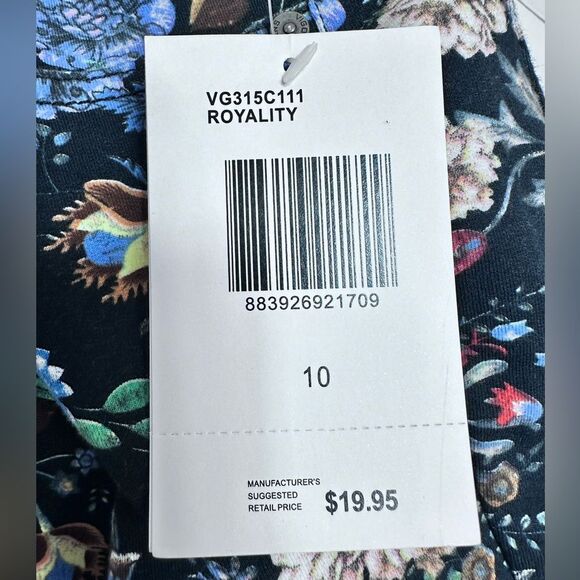 VG315C111
ROYALITY
883926921709
10
MANUFACTURER'S
SUGGESTED
RETAIL PRICE $19.95